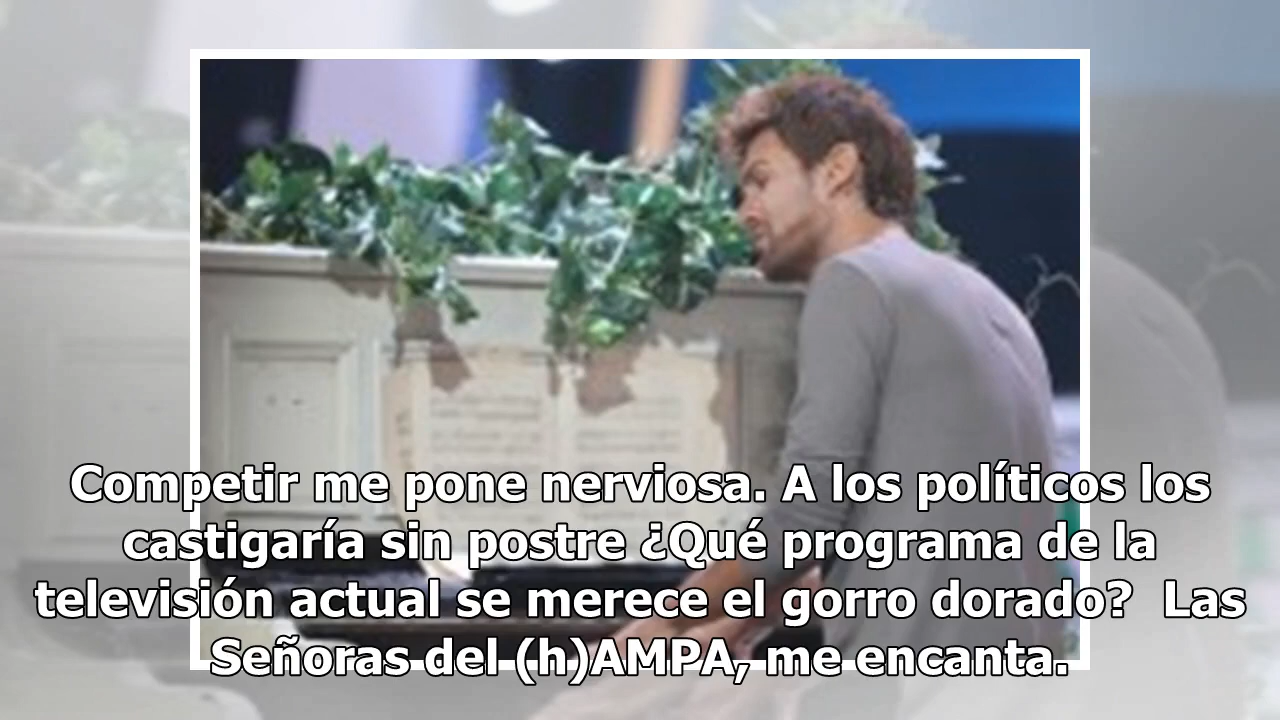 Competir me pone nerviosa. A los políticos los
castigaría sin postre ¿Qué programa de la
televisión actual se merece el gorro dorado?  Las
Señoras del (h)AMPA, me encanta.